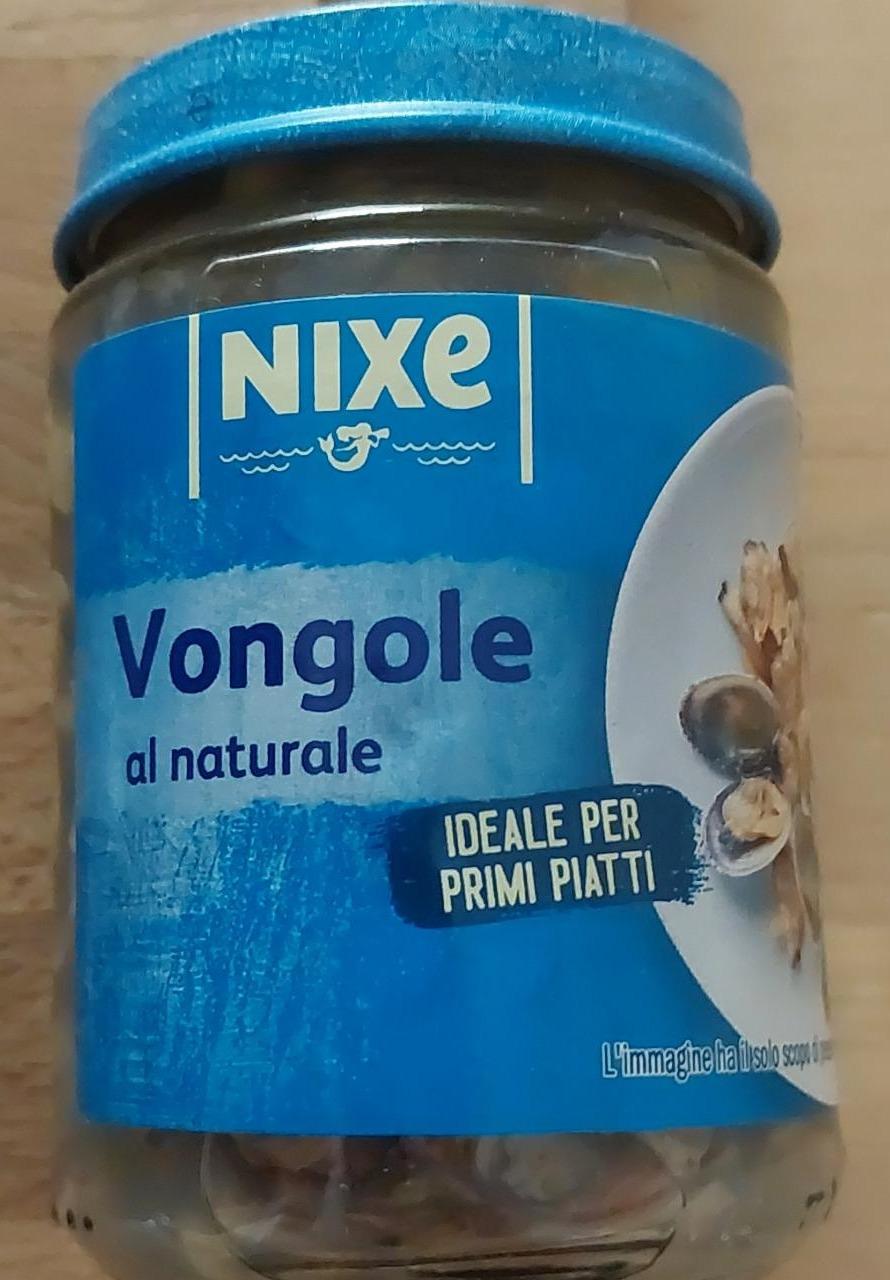 NIXe
Vongole
al naturale
IDEALE PER
PRIMI PIATTI
L'immagine ha il solo scopo di